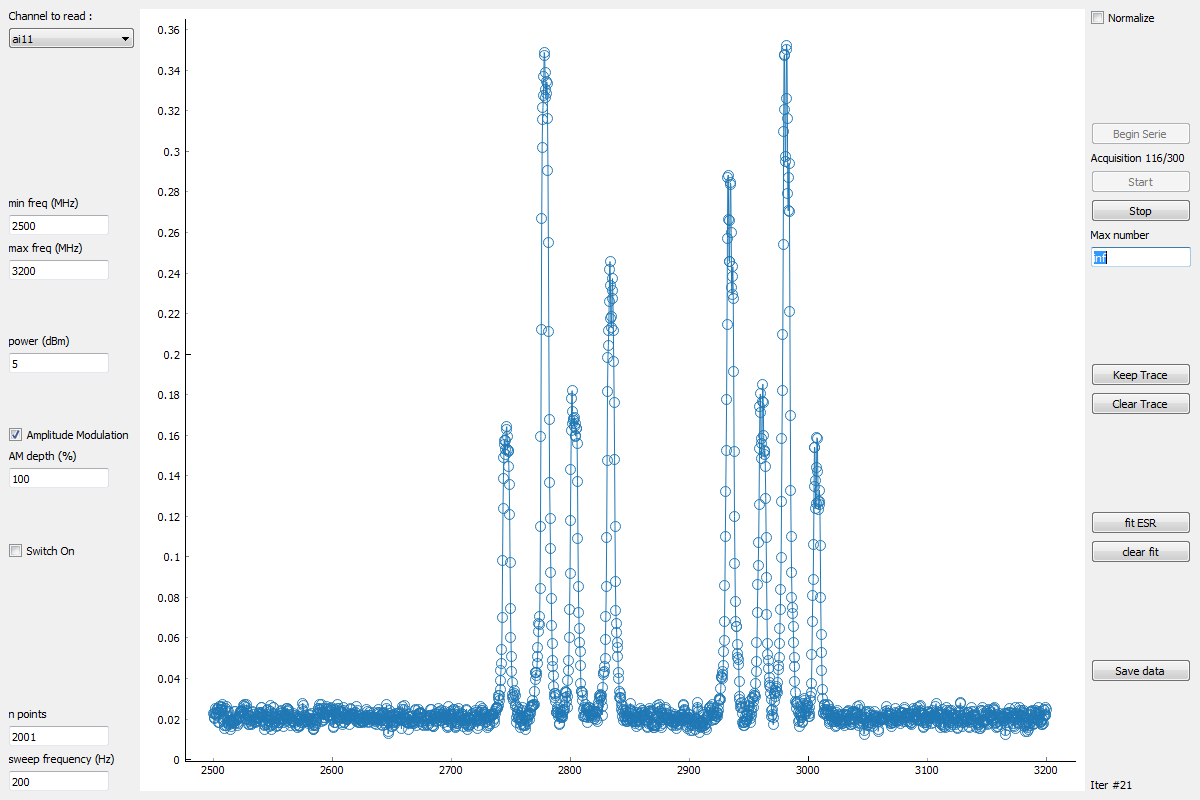 Channel to read :
ai11
min freq (MHz)
2500
max freq (MHz)
3200
power (dBm)
5
Amplitude Modulation
AM depth (%)
100
Switch On
n points
2001
sweep frequency (Hz)
200
0.36
0.34
0.32
0.3
0.28
0.26
0.24
0.22
0.2
0.18
0.16
0.14
0.12
0.1
0.08
0.06
0.04
0.02
0
2500
2600
2700
2800
2900
3000
3100
3200
Normalize
Begin Serie
Acquisition 116/300
Start
Stop
Max number
inf
Keep Trace
Clear Trace
fit ESR
clear fit
Save data
Iter #21